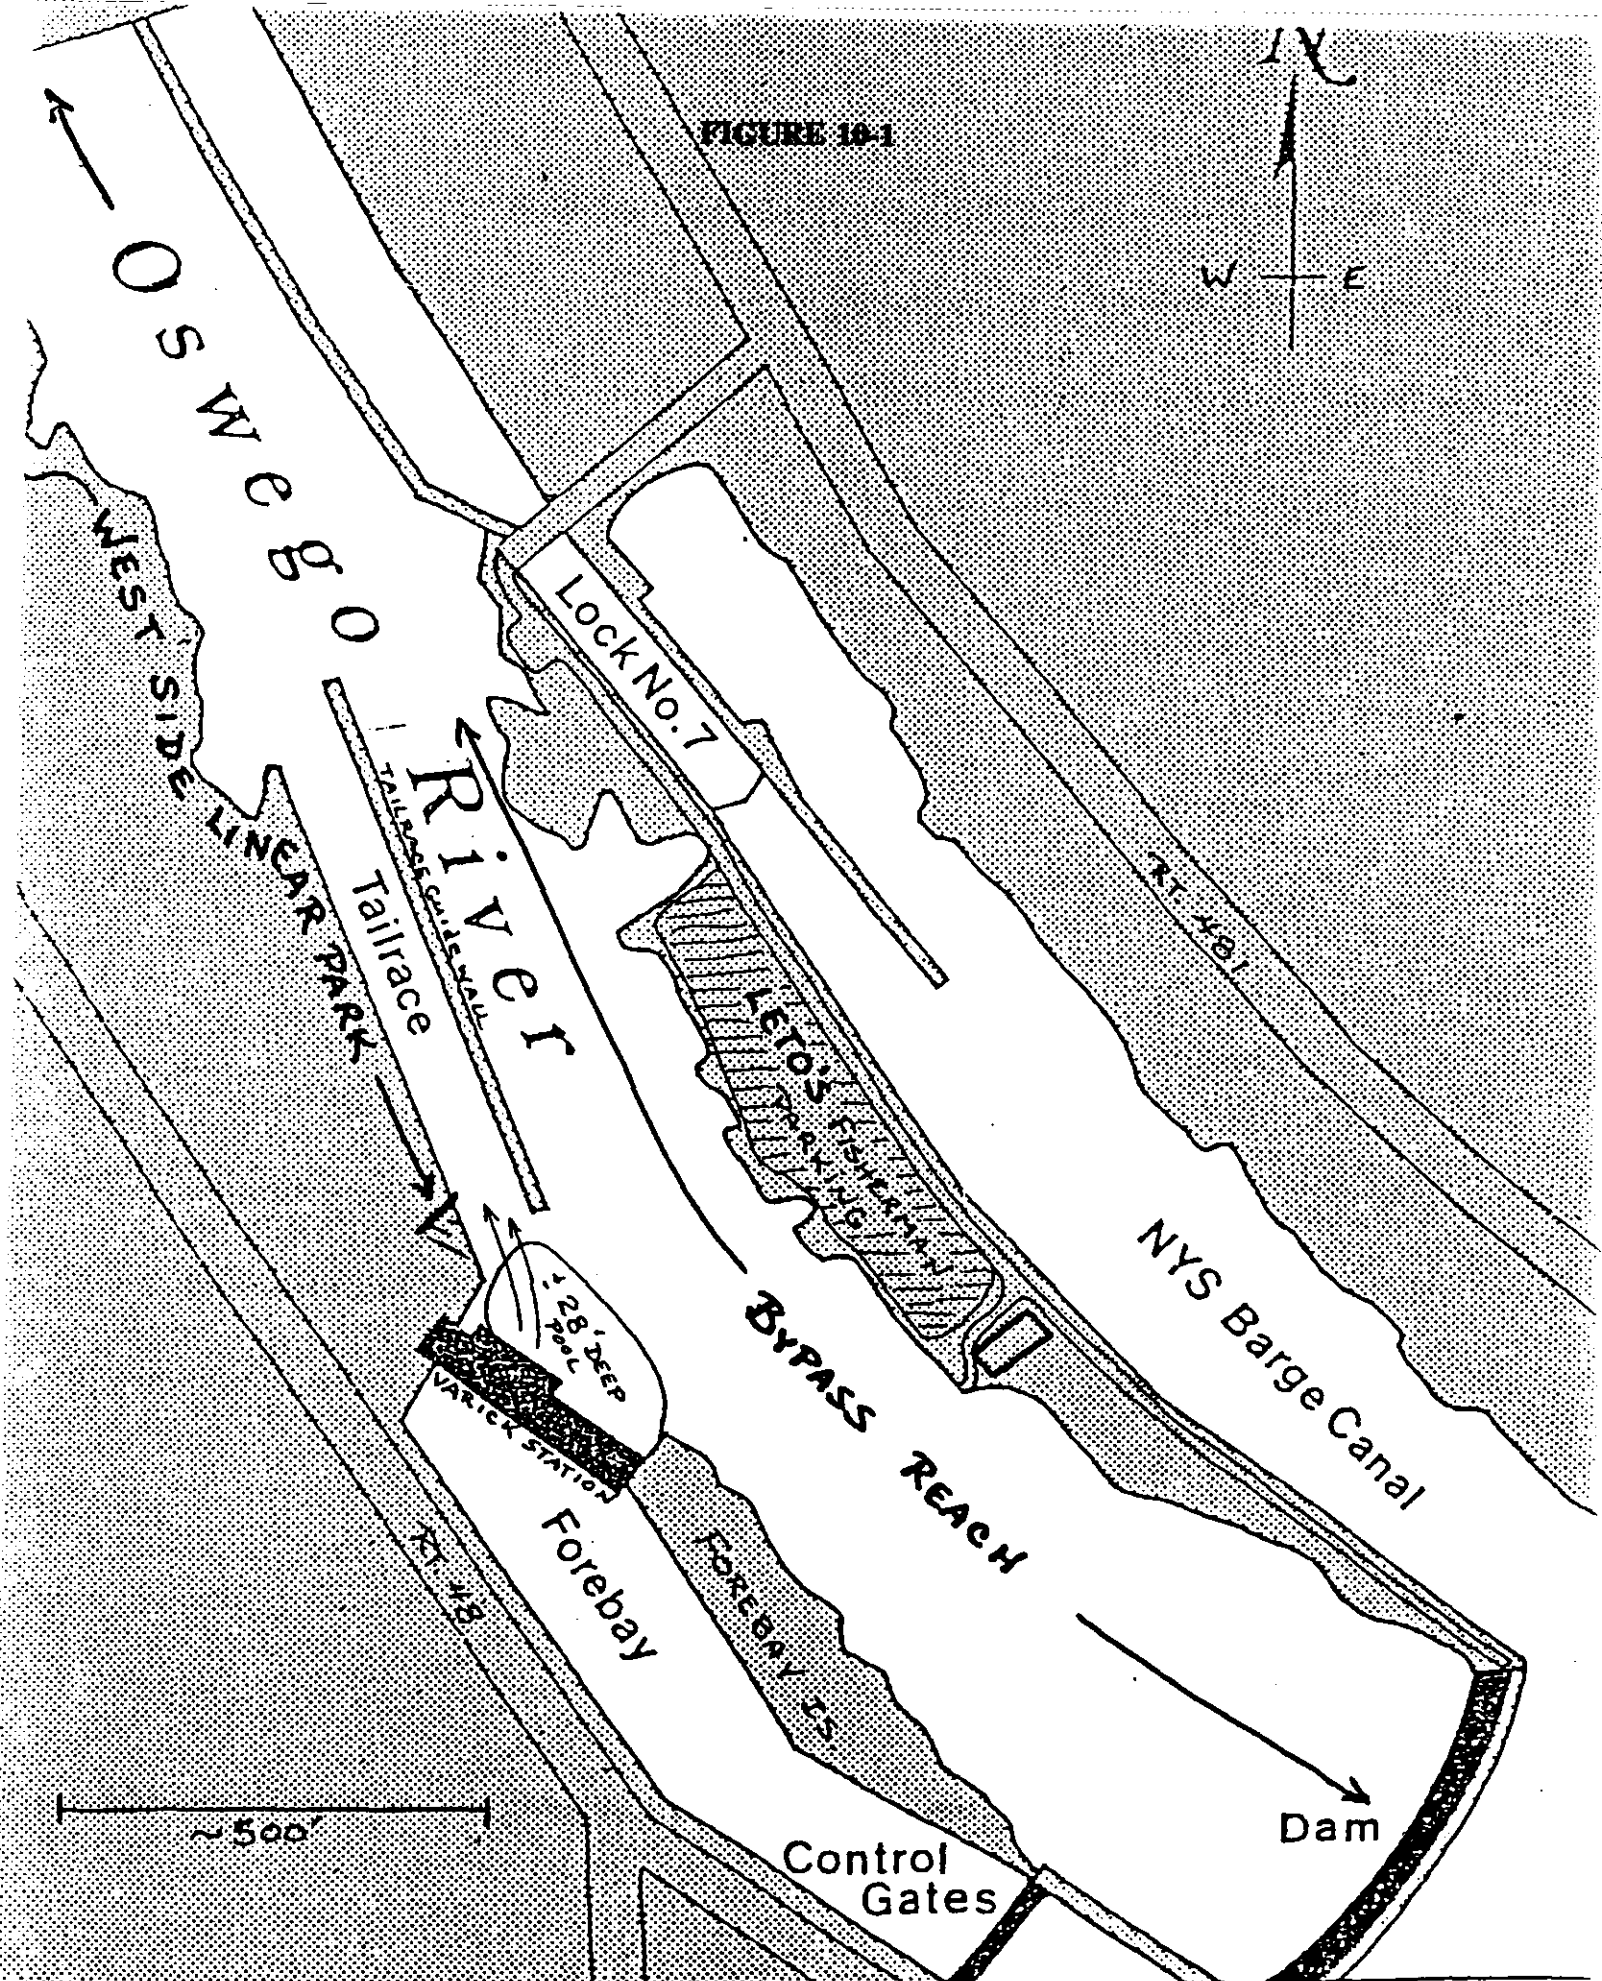 N
FIGURE 10-1
W E
Oswego
River
WEST SIDE LINEAR PARK
Lock No. 7
TAILRACE GUIDE WALL
Tailrace
RT. 481
LETO'S FISHERMAN
PARKING
NYS Barge Canal
± 28' DEEP
POOL
VARICK STATION
BYPASS REACH
Forebay
FOREBAY IS.
RT. 48
~500'
Dam
Control
Gates